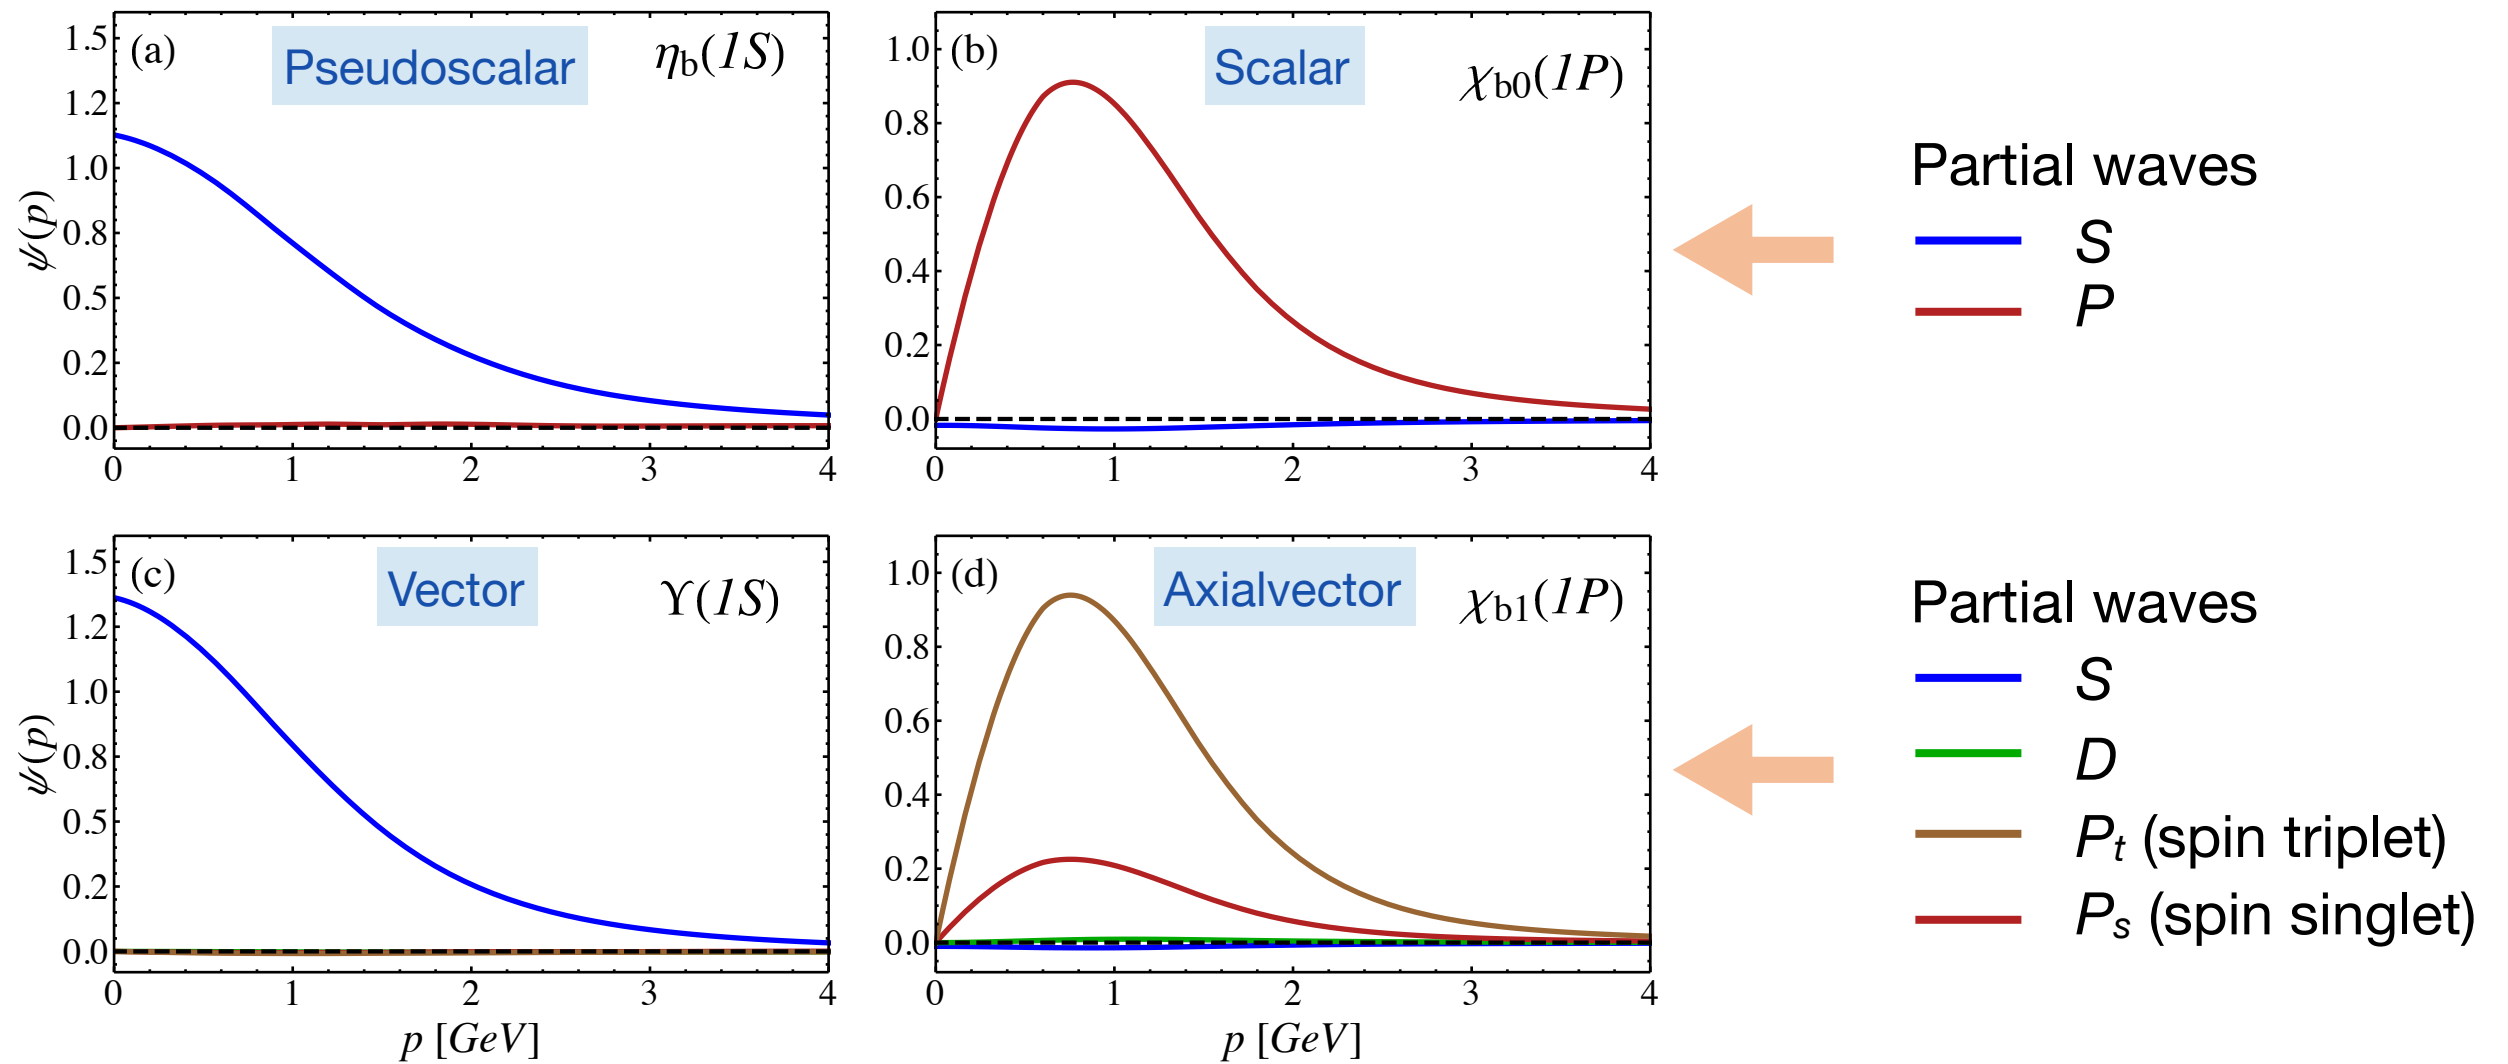 (a) Pseudoscalar ηb(1S)
1.5
1.2
1.0
0.8
0.5
0.2
0.0
ψ(p)
0 1 2 3 4
(b) Scalar χb0(1P)
1.0
0.8
0.6
0.4
0.2
0.0
0 1 2 3 4
Partial waves
S
P
(c) Vector ϒ(1S)
1.5
1.2
1.0
0.8
0.5
0.2
0.0
ψ(p)
0 1 2 3 4
p [GeV]
(d) Axialvector χb1(1P)
1.0
0.8
0.6
0.4
0.2
0.0
0 1 2 3 4
p [GeV]
Partial waves
S
D
Pt (spin triplet)
Ps (spin singlet)